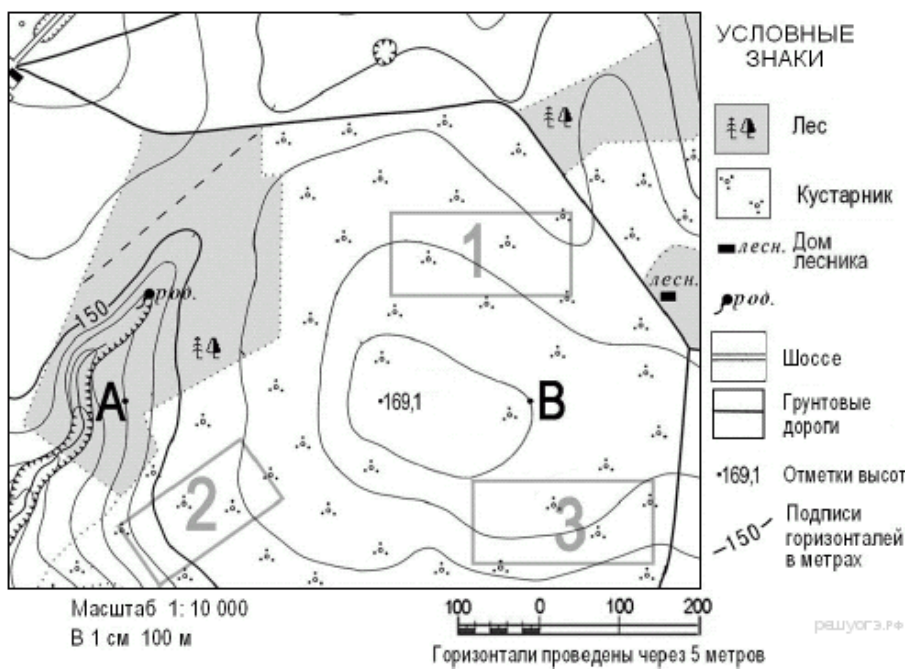 УСЛОВНЫЕ
ЗНАКИ
Лес
Кустарник
лесн. Дом
лесника
род.
Шоссе
Грунтовые
дороги
•169,1 Отметки высот
—150— Подписи
горизонталей
в метрах
1
лесн.
150
род.
A
•169,1
B
2
3
Масштаб 1: 10 000
В 1 см 100 м
100 0 100 200
Горизонтали проведены через 5 метров
решуогэ.рф